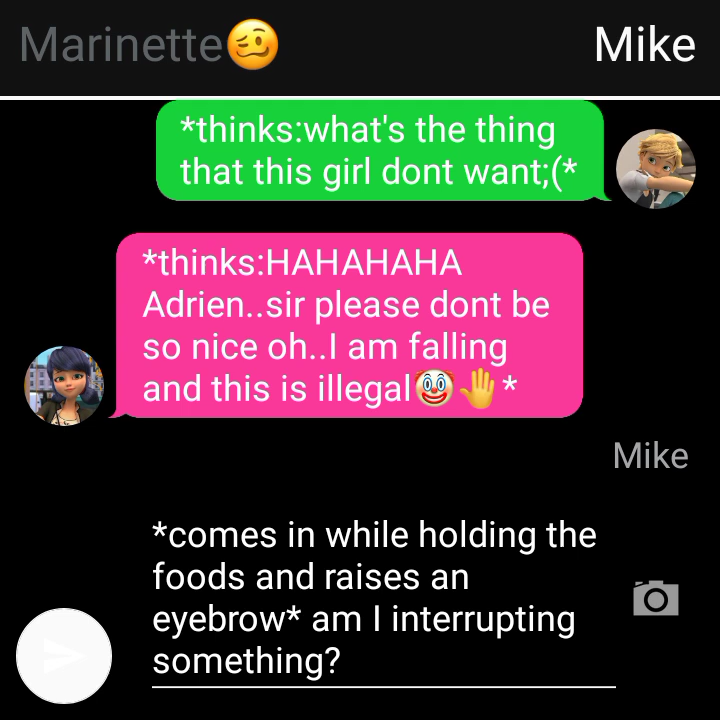 Marinette🥴 Mike
*thinks:what's the thing
that this girl dont want;(*
*thinks:HAHAHAHA
Adrien..sir please dont be
so nice oh..I am falling
and this is illegal🤡🤚*
Mike
*comes in while holding the
foods and raises an
eyebrow* am I interrupting
something?